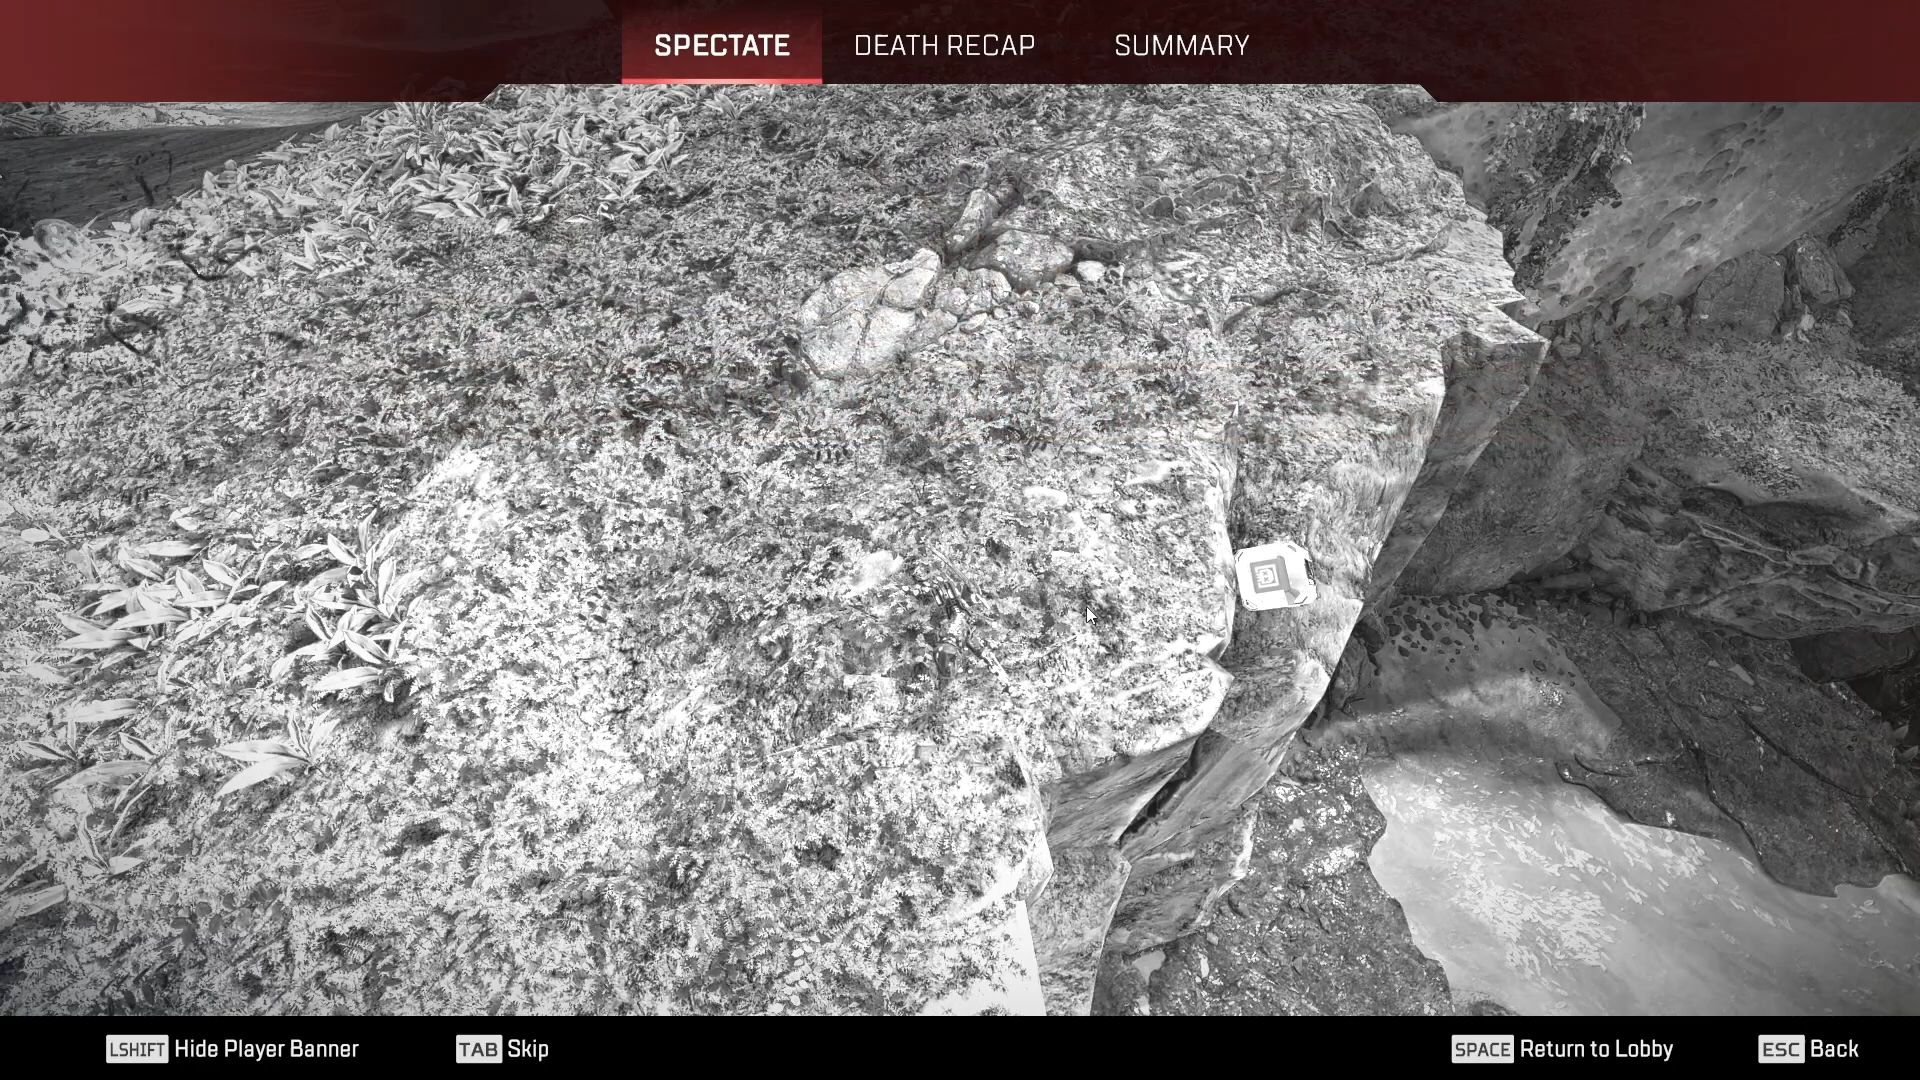 SPECTATE DEATH RECAP SUMMARY
LSHIFT Hide Player Banner TAB Skip SPACE Return to Lobby ESC Back